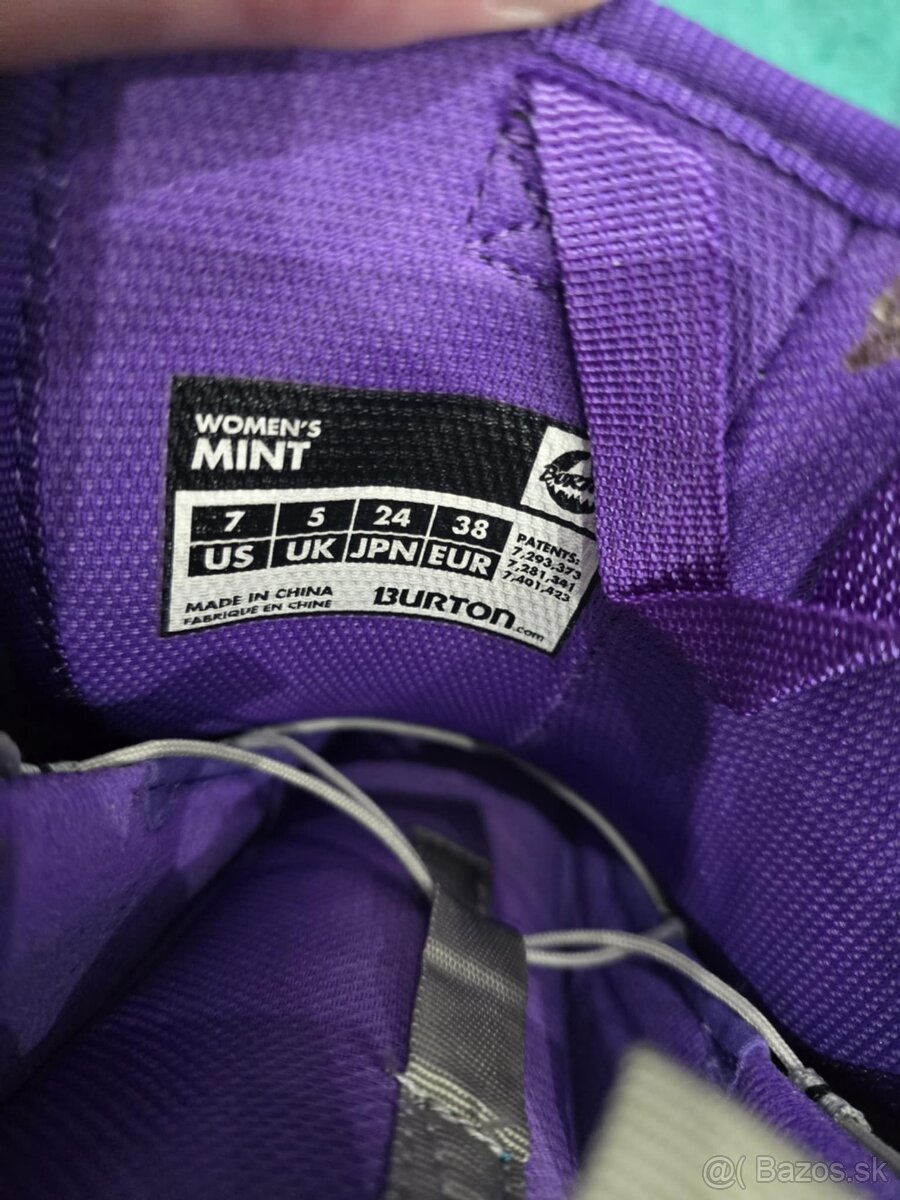 WOMEN'S
MINT
7 5 24 38
US UK JPN EUR
PATENTS:
7,293,373
7,281,341
7,401,423
MADE IN CHINA
FABRIQUE EN CHINE
BURTON.com
@( Bazos.sk